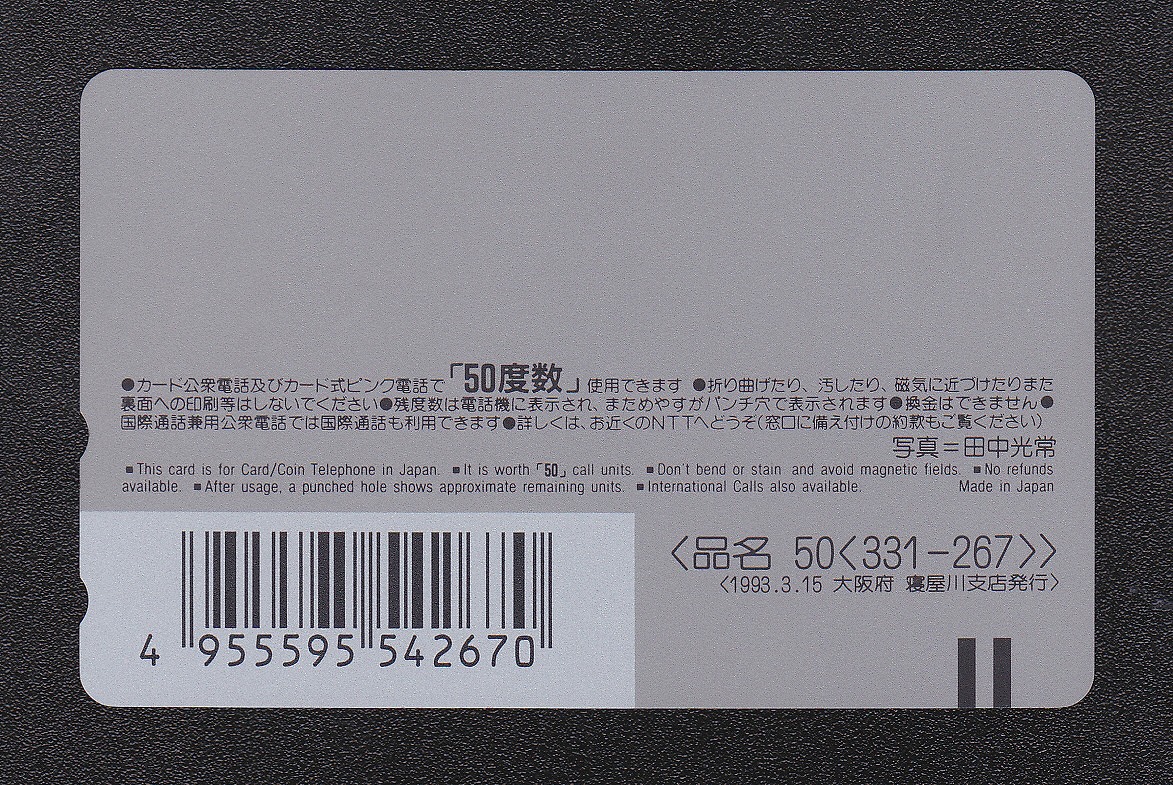 ●カード公衆電話及びカード式ピンク電話で「50度数」使用できます ●折り曲げたり、汚したり、磁気に近づけたりまた
裏面への印刷等はしないでください●残度数は電話機に表示され、まためやすがパンチ穴で表示されます●換金はできません●
国際通話兼用公衆電話では国際通話も利用できます●詳しくは、お近くのNTTへどうぞ(窓口に備え付けの約款もご覧ください)
写真=田中光常
■This card is for Card/Coin Telephone in Japan. ■It is worth「50」call units. ■Don't bend or stain and avoid magnetic fields. ■No refunds
available. ■After usage, a punched hole shows approximate remaining units. ■International Calls also available. Made in Japan
〈品名 50〈331-267〉〉
〈1993.3.15 大阪府 寝屋川支店発行〉
4 955595 542670